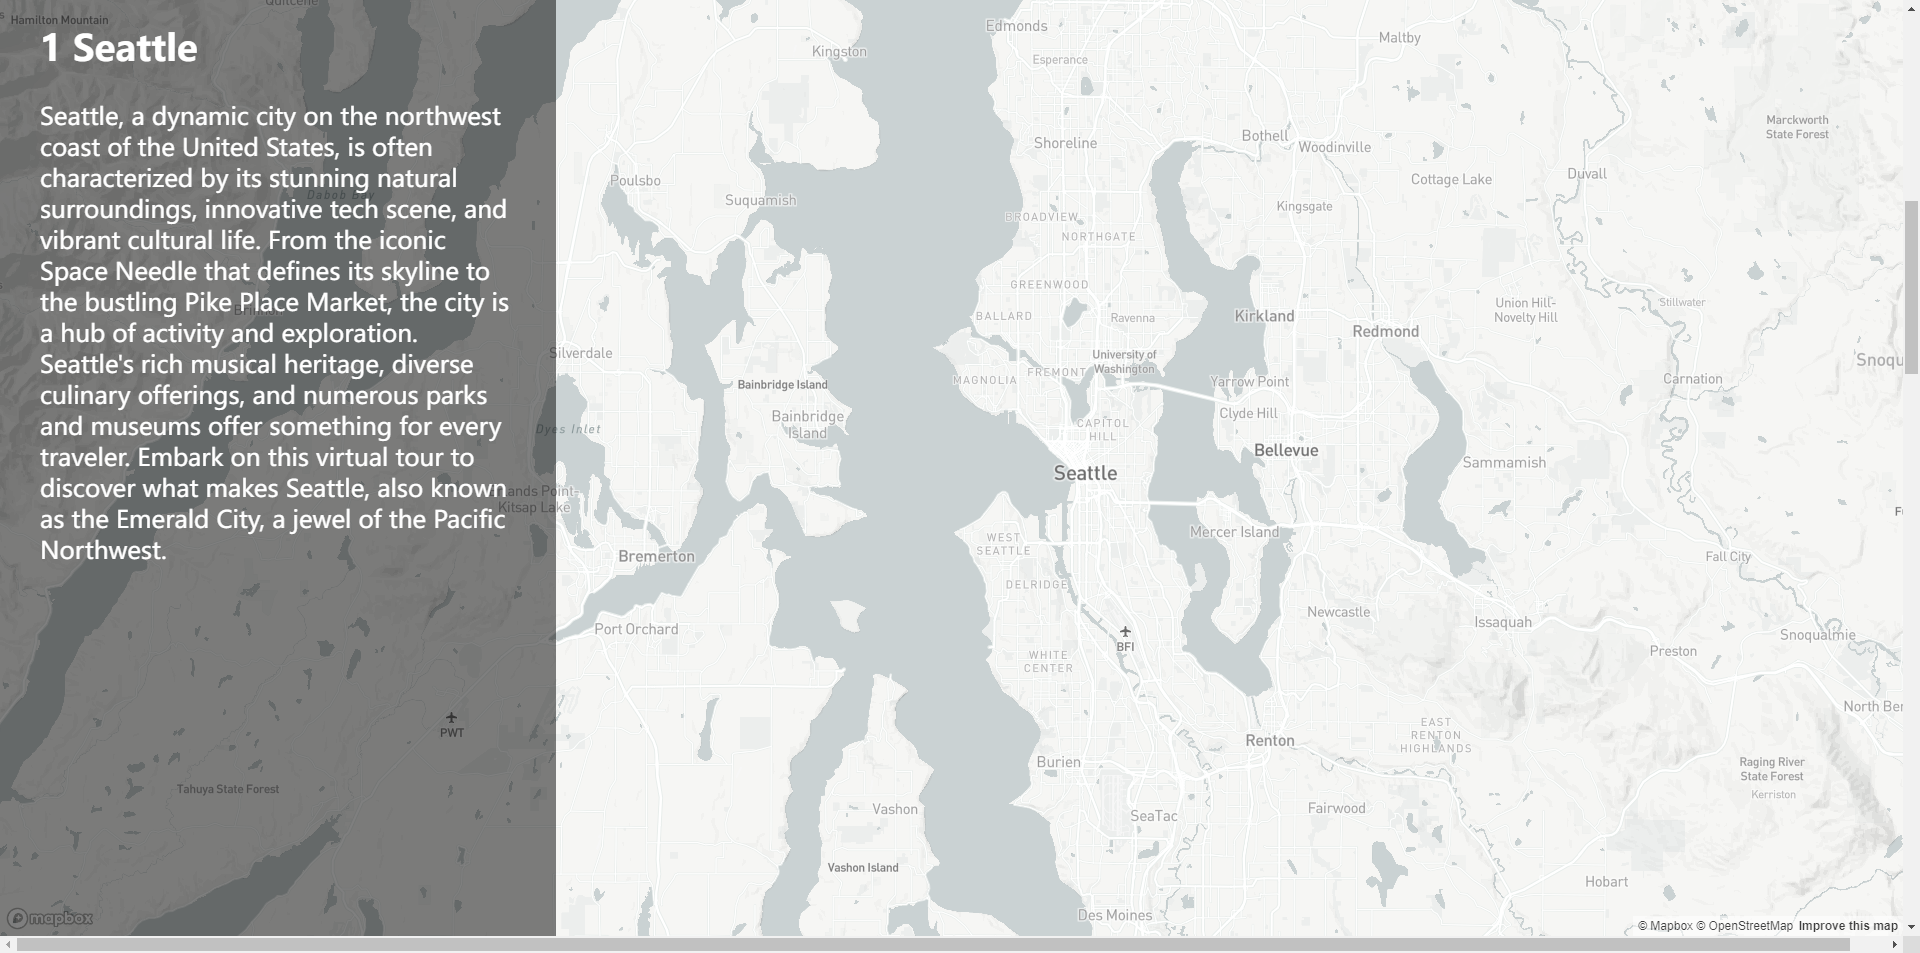 1 Seattle
Seattle, a dynamic city on the northwest
coast of the United States, is often
characterized by its stunning natural
surroundings, innovative tech scene, and
vibrant cultural life. From the iconic
Space Needle that defines its skyline to
the bustling Pike Place Market, the city is
a hub of activity and exploration.
Seattle's rich musical heritage, diverse
culinary offerings, and numerous parks
and museums offer something for every
traveler. Embark on this virtual tour to
discover what makes Seattle, also known
as the Emerald City, a jewel of the Pacific
Northwest.
Hamilton Mountain
Dabob Bay
PWT
Tahuya State Forest
mapbox
Edmonds
Maltby
Kingston
Esperance
Marckworth
State Forest
Bothell
Shoreline
Woodinville
Duvall
Poulsbo
Cottage Lake
Suquamish
Kingsgate
BROADVIEW
NORTHGATE
GREENWOOD
Union Hill-
Novelty Hill
Stillwater
BALLARD
Ravenna
Kirkland
Redmond
Silverdale
University of
Washington
Snoqu
MAGNOLIA
FREMONT
Yarrow Point
Carnation
Bainbridge Island
Bainbridge
Island
Clyde Hill
Dyes Inlet
CAPITOL
HILL
Bellevue
Seattle
Sammamish
Kitsap Lake
Mercer Island
WEST
SEATTLE
Bremerton
Fall City
DELRIDGE
Newcastle
Issaquah
Port Orchard
BFI
Snoqualmie
Preston
WHITE
CENTER
North Ber
EAST
RENTON
HIGHLANDS
Renton
Burien
Raging River
State Forest
Kerriston
Vashon
SeaTac
Fairwood
Vashon Island
Hobart
Des Moines
© Mapbox © OpenStreetMap Improve this map